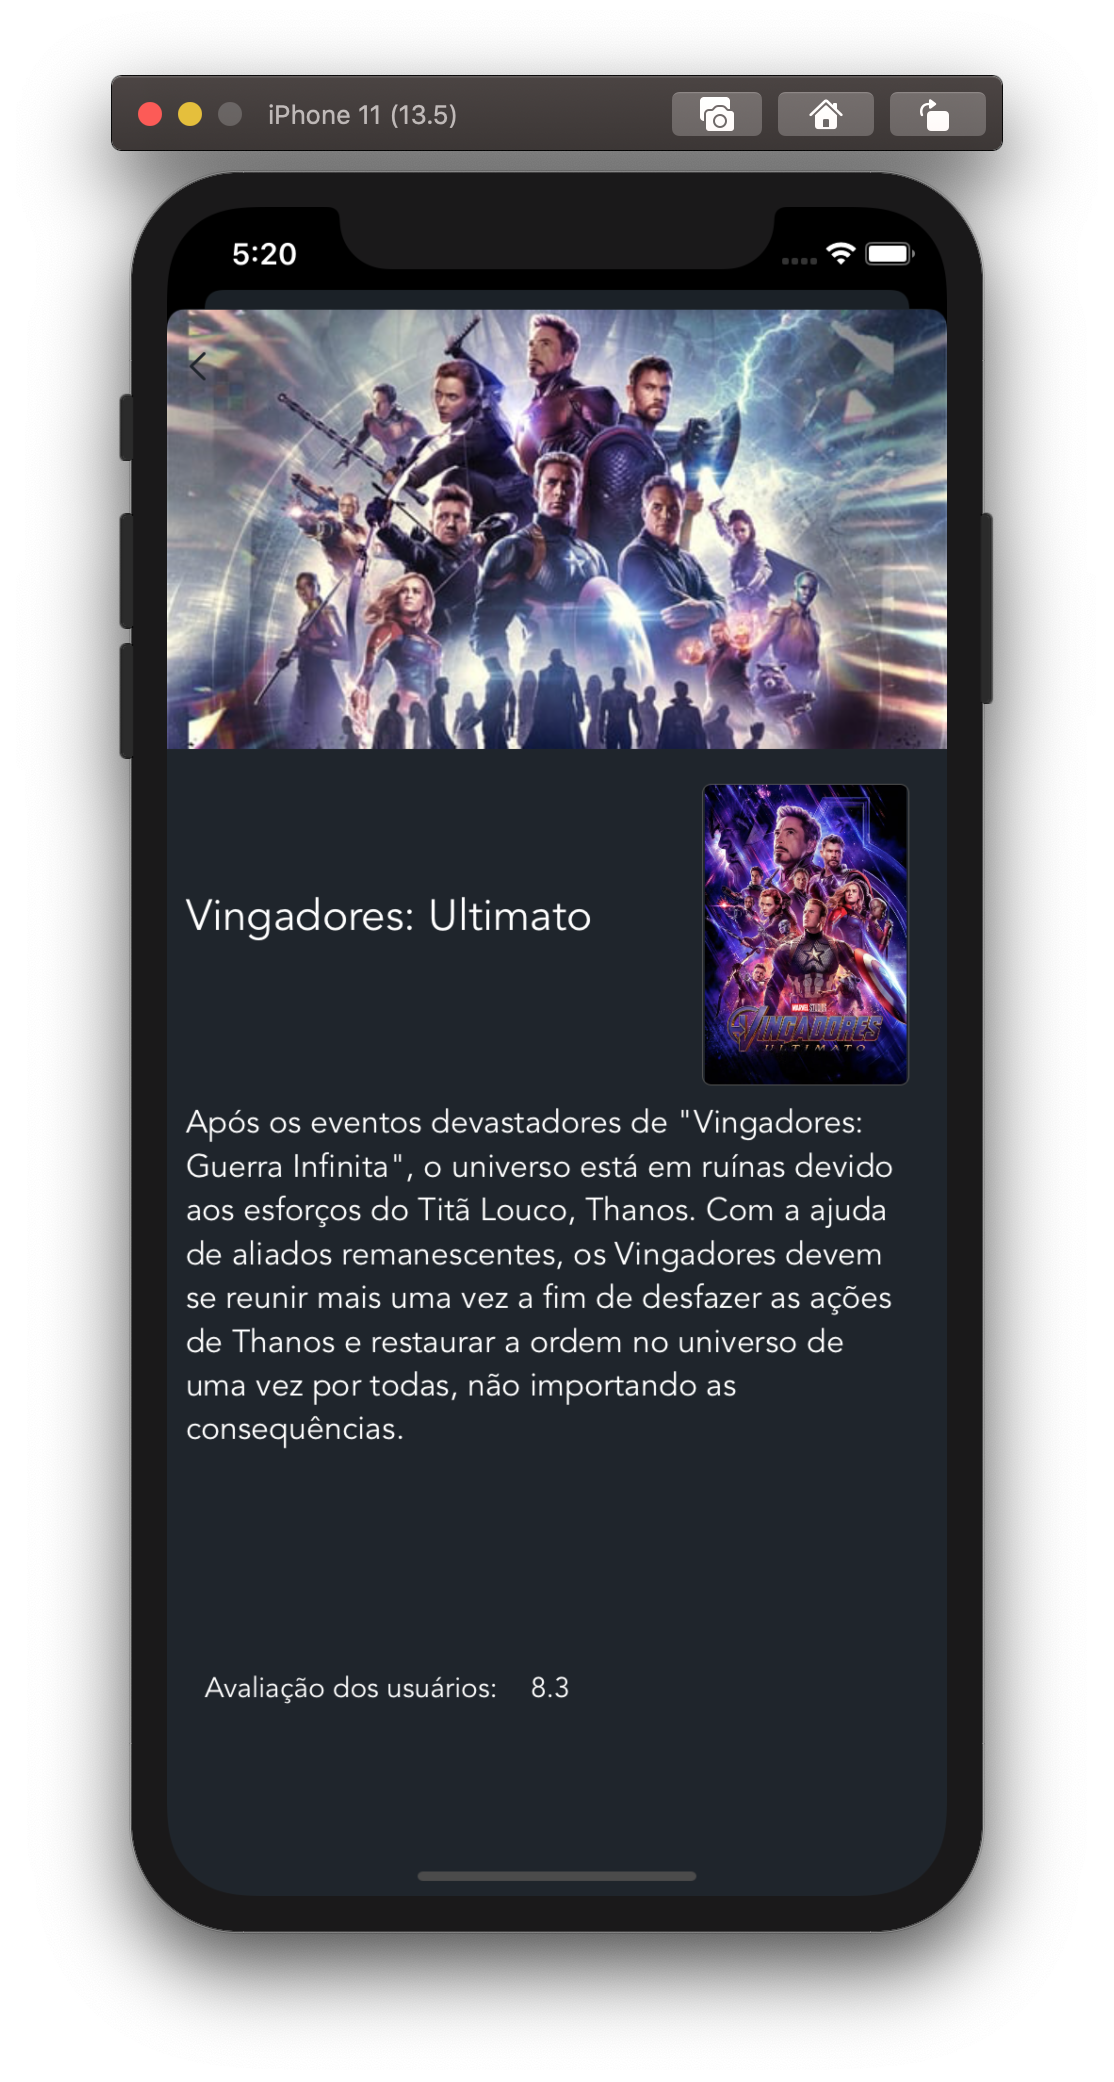 iPhone 11 (13.5)
5:20
Vingadores: Ultimato
MARVEL STUDIOS
VINGADORES
ULTIMATO
Após os eventos devastadores de "Vingadores:
Guerra Infinita", o universo está em ruínas devido
aos esforços do Titã Louco, Thanos. Com a ajuda
de aliados remanescentes, os Vingadores devem
se reunir mais uma vez a fim de desfazer as ações
de Thanos e restaurar a ordem no universo de
uma vez por todas, não importando as
consequências.
Avaliação dos usuários: 8.3